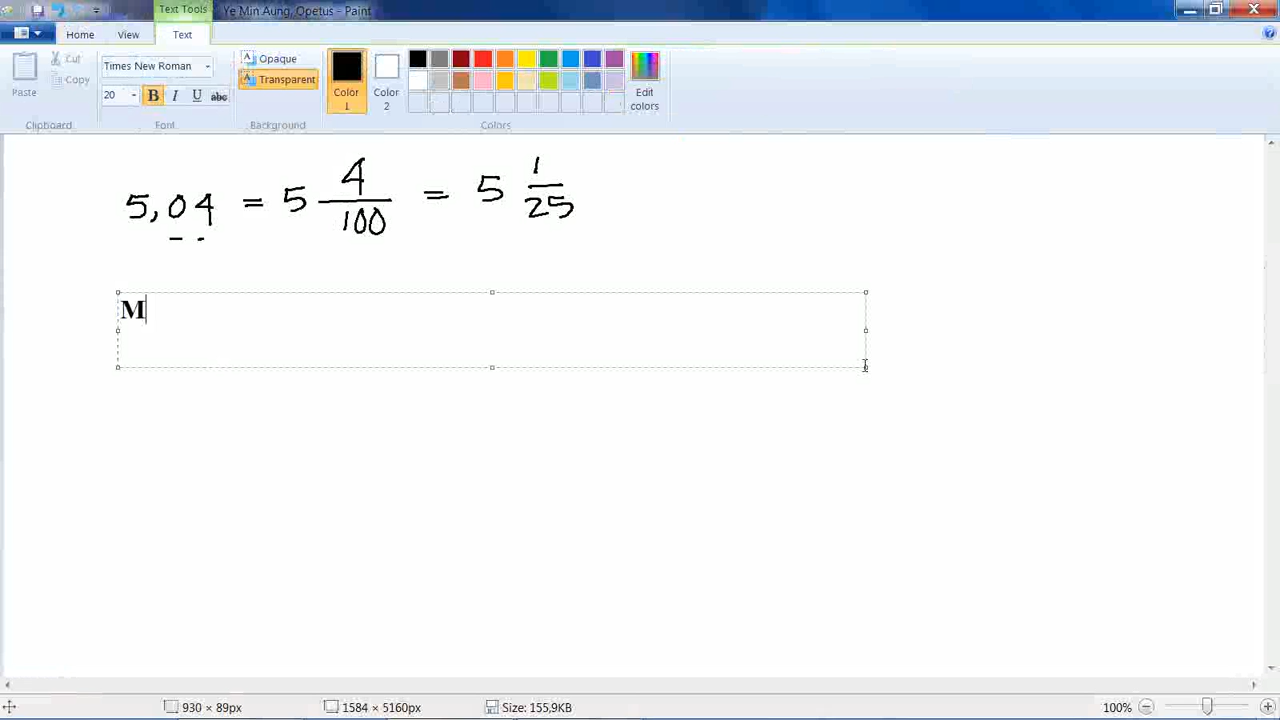 Text Tools
Ye Min Aung, Opetus - Paint
Home View Text
Paste
Cut
Copy
Clipboard
Times New Roman
20 B I U abc
Font
Opaque
Transparent
Background
Color 1
Color 2
Edit colors
Colors
5,04 = 5 4/100 = 5 1/25
M
930 × 89px
1584 × 5160px
Size: 155,9KB
100%